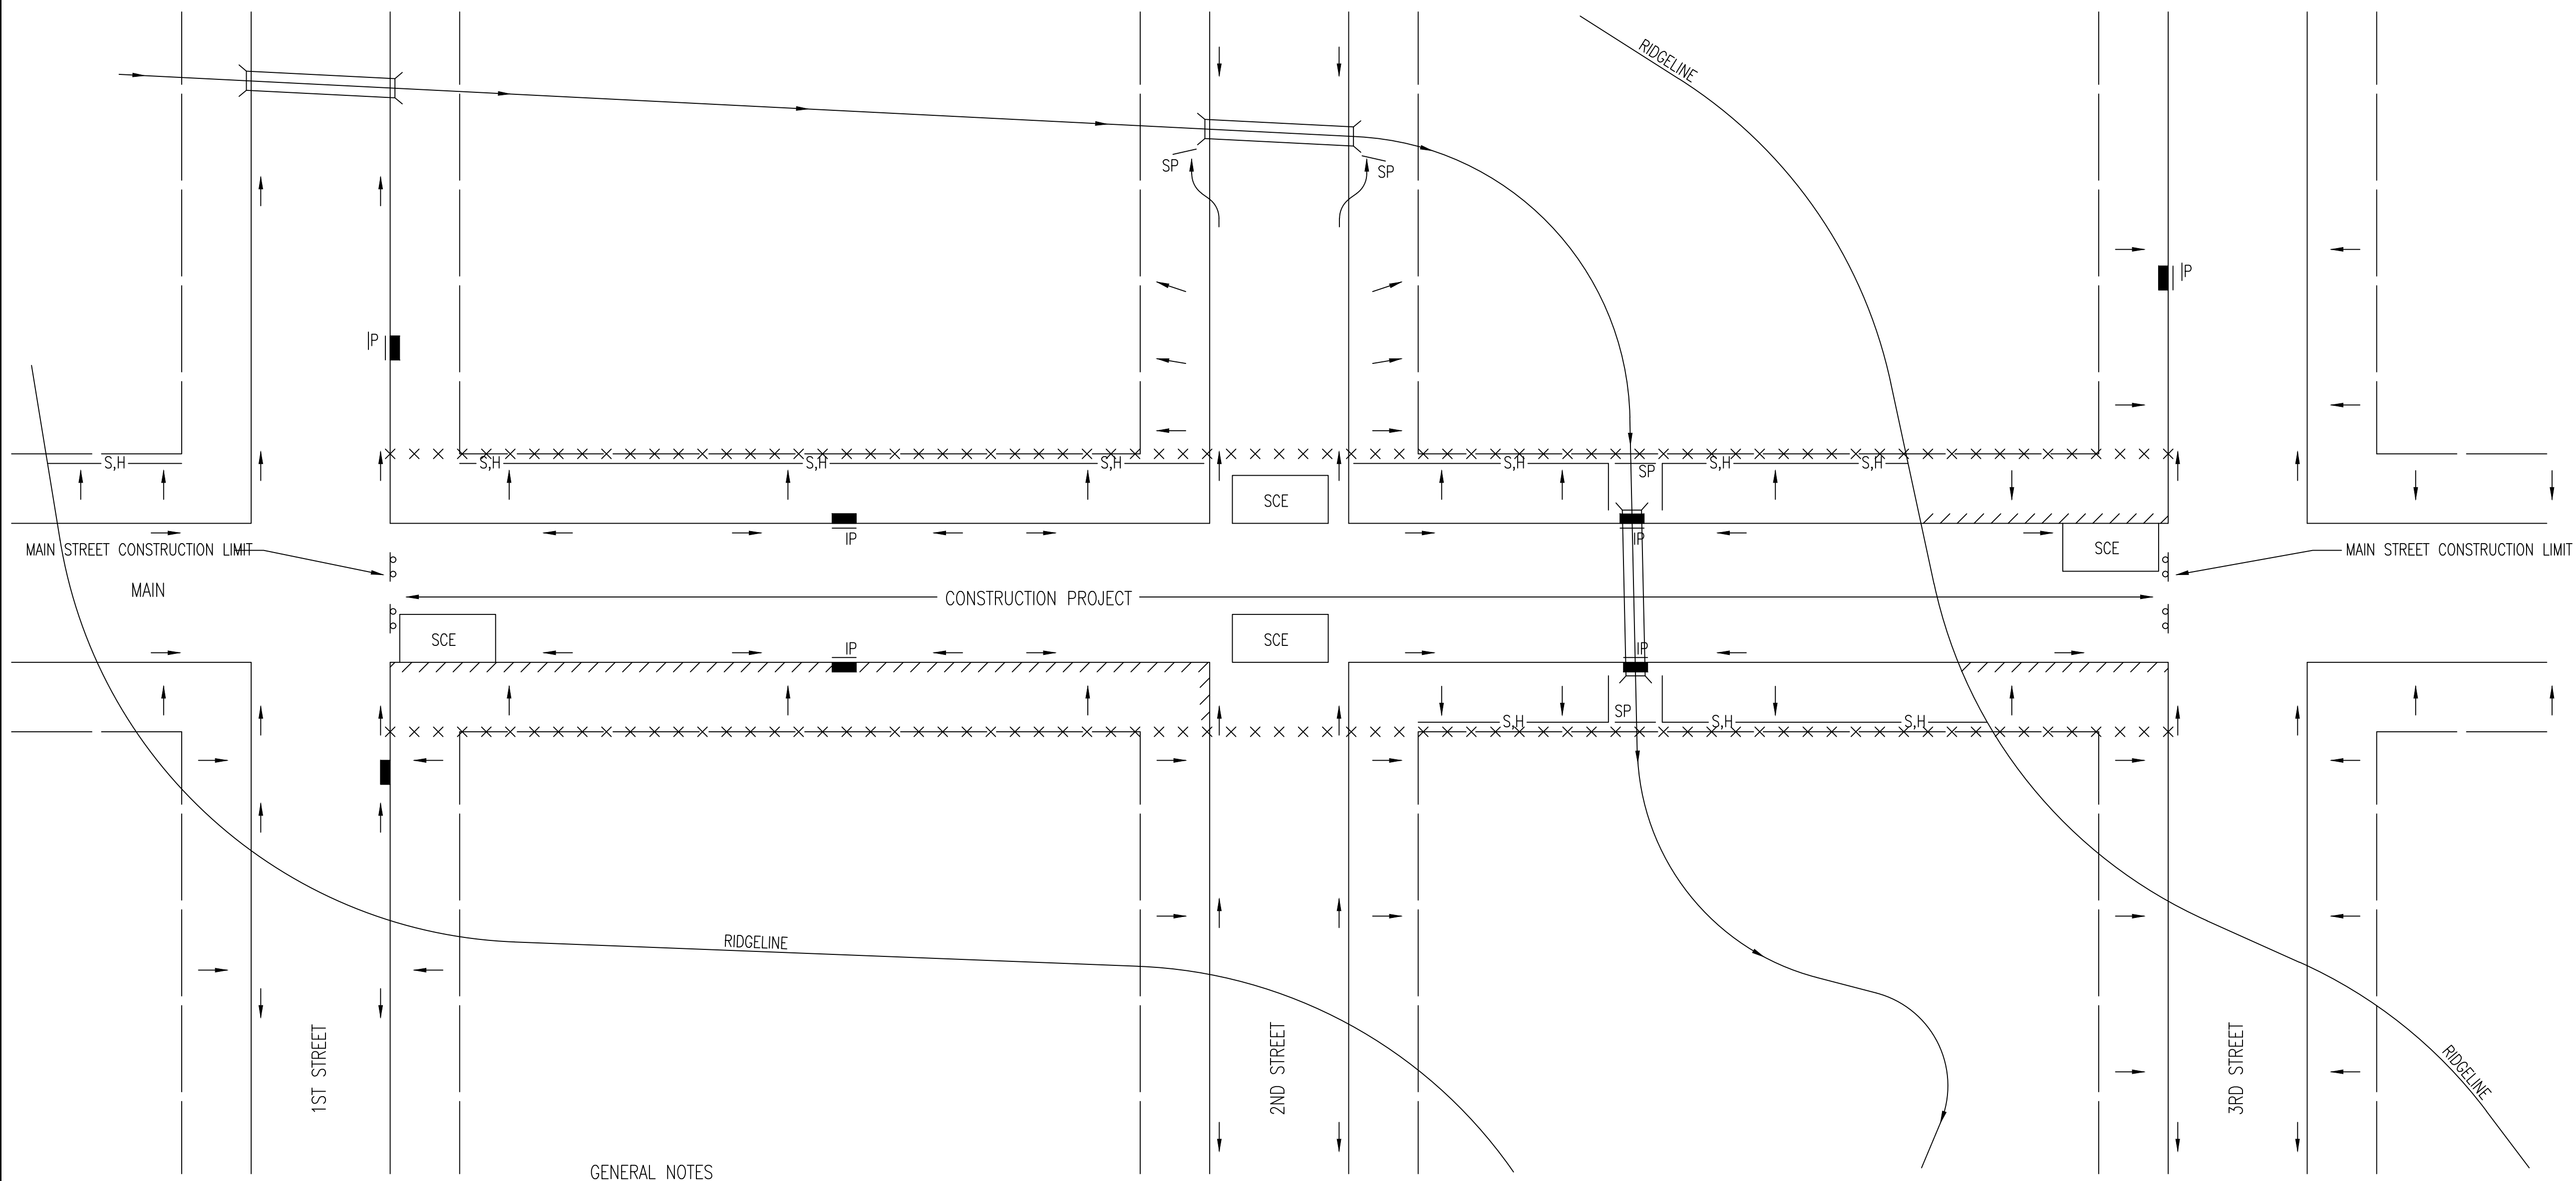 RIDGELINE
SP
SP
IP
IP
S,H
S,H
S,H
S,H
S,H
S,H
S,H
SP
SCE
IP
IP
SCE
MAIN STREET CONSTRUCTION LIMIT
MAIN STREET CONSTRUCTION LIMIT
MAIN
CONSTRUCTION PROJECT
SCE
SCE
IP
IP
SP
S,H
S,H
S,H
RIDGELINE
1ST STREET
2ND STREET
3RD STREET
RIDGELINE
GENERAL NOTES